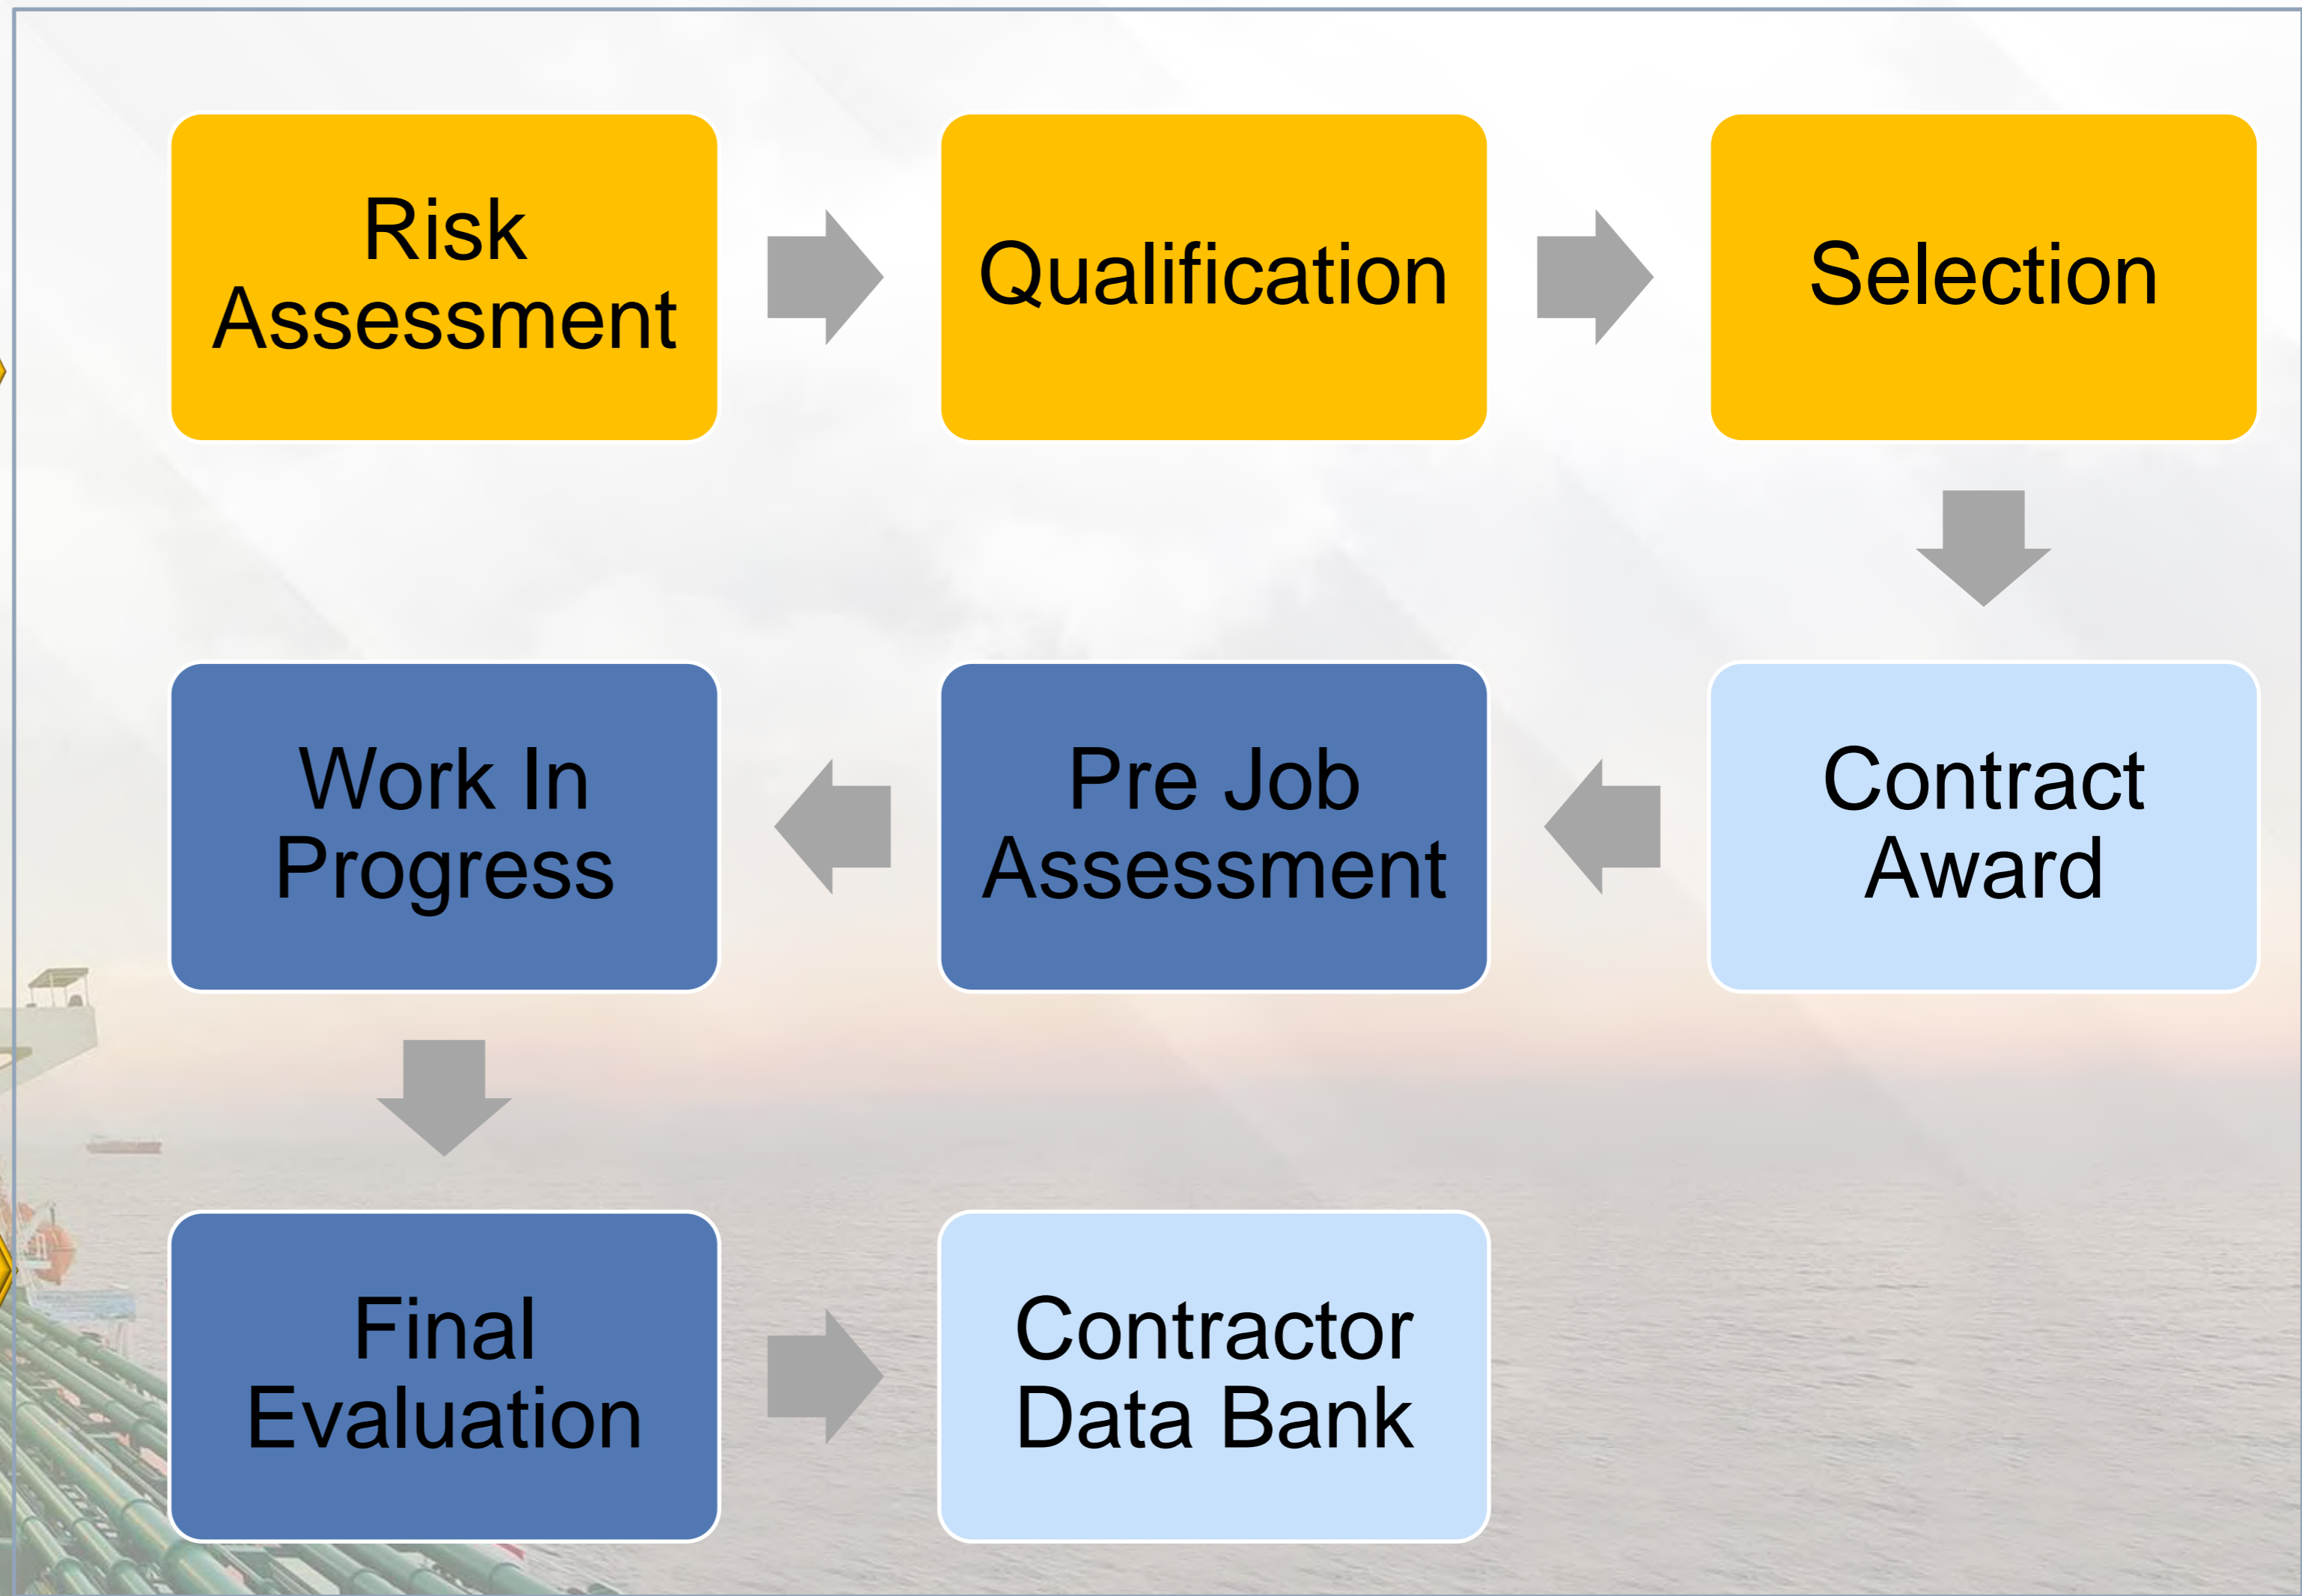 Risk
Assessment
Qualification
Selection
Work In
Progress
Pre Job
Assessment
Contract
Award
Final
Evaluation
Contractor
Data Bank